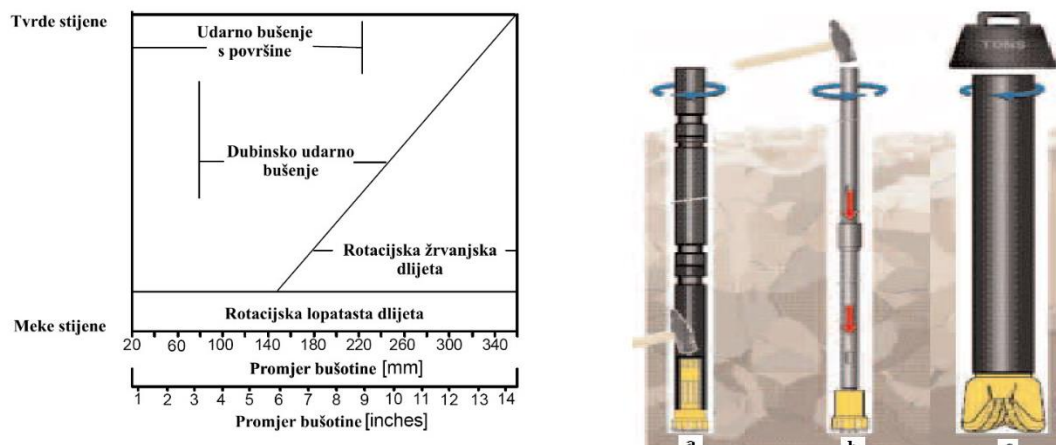 Tvrde stijene
Udarno bušenje
s površine
Dubinsko udarno
bušenje
Rotacijska žrvanjska
dlijeta
Rotacijska lopatasta dlijeta
Meke stijene
20 60 100 140 180 220 260 300 340
Promjer bušotine [mm]
1 2 3 4 5 6 7 8 9 10 11 12 13 14
Promjer bušotine [inches]
TONS
a b c